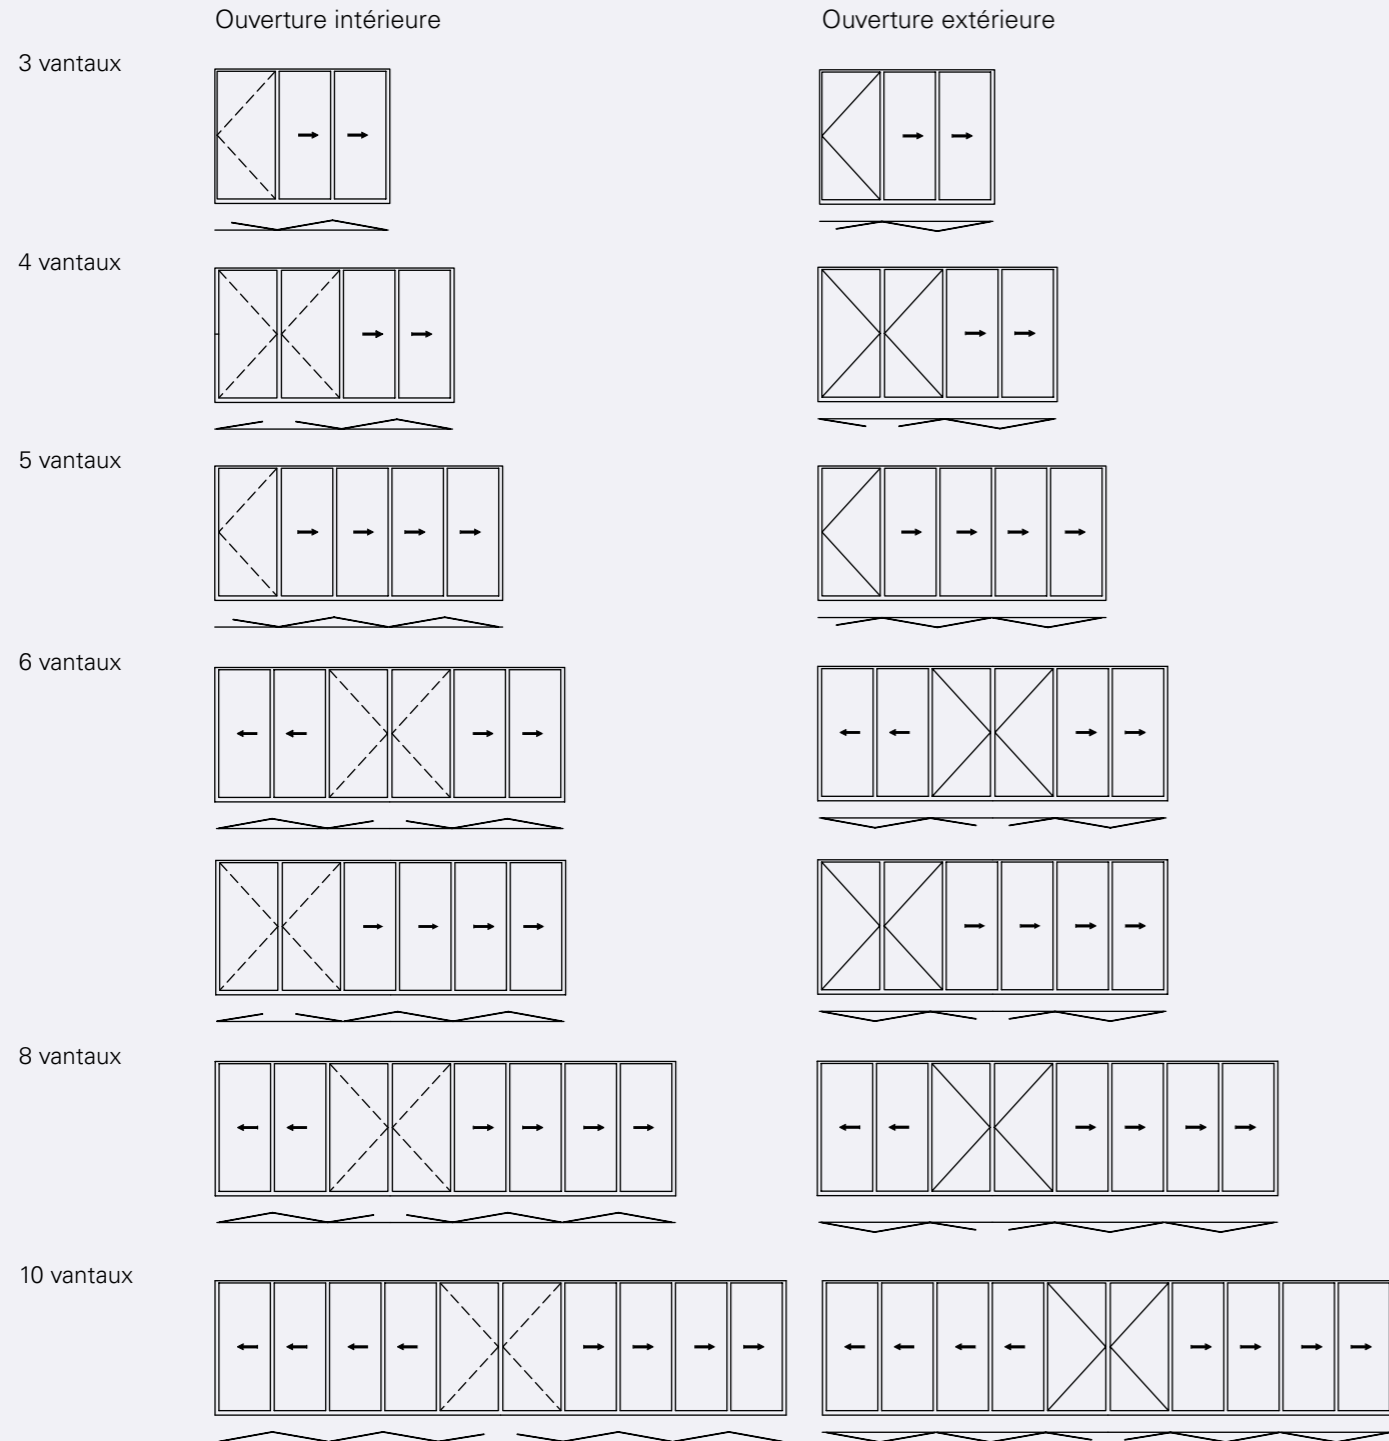 Ouverture intérieure
Ouverture extérieure
3 vantaux
4 vantaux
5 vantaux
6 vantaux
8 vantaux
10 vantaux